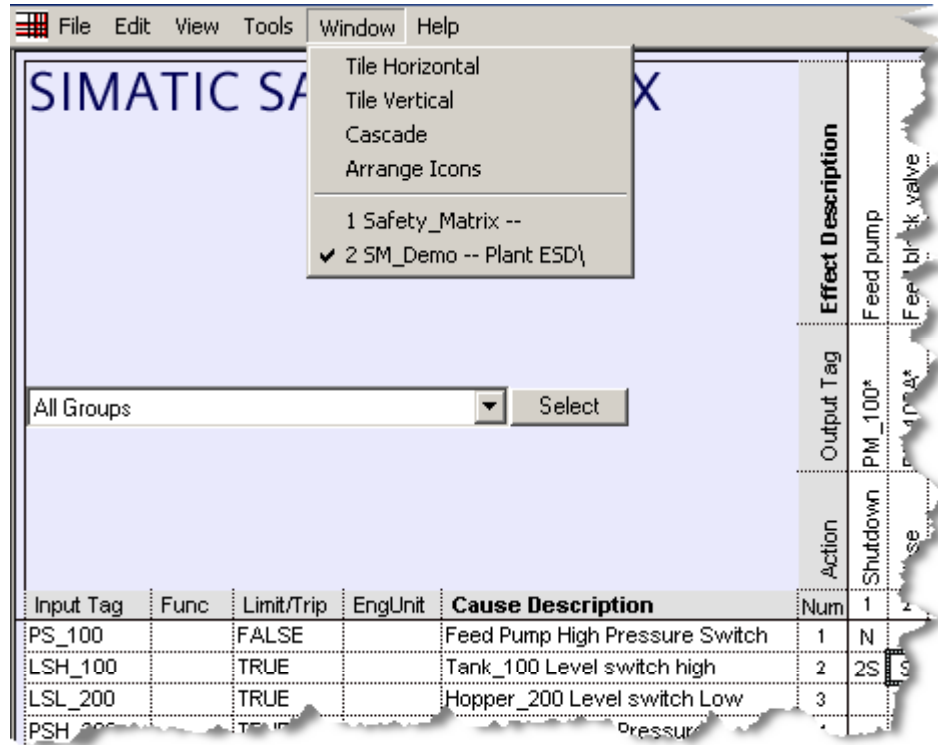 File Edit View Tools Window Help
Tile Horizontal
Tile Vertical
Cascade
Arrange Icons
1 Safety_Matrix --
✔ 2 SM_Demo -- Plant ESD\
SIMATIC SA X
All Groups
Select
Effect Description
Feed pump
valve
Output Tag
PM_100*
Action
Shutdown
Input Tag Func Limit/Trip EngUnit Cause Description Num 1
PS_100 FALSE Feed Pump High Pressure Switch 1 N
LSH_100 TRUE Tank_100 Level switch high 2 2S S
LSL_200 TRUE Hopper_200 Level switch Low 3
PSH